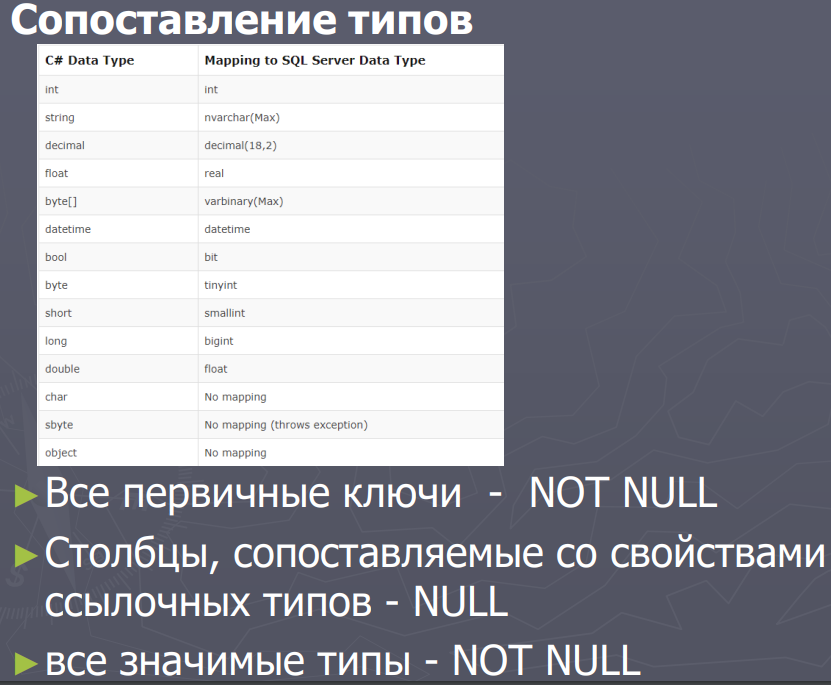 Сопоставление типов
C# Data Type Mapping to SQL Server Data Type
int int
string nvarchar(Max)
decimal decimal(18,2)
float real
byte[] varbinary(Max)
datetime datetime
bool bit
byte tinyint
short smallint
long bigint
double float
char No mapping
sbyte No mapping (throws exception)
object No mapping
►Все первичные ключи - NOT NULL
►Столбцы, сопоставляемые со свойствами
ссылочных типов - NULL
►все значимые типы - NOT NULL